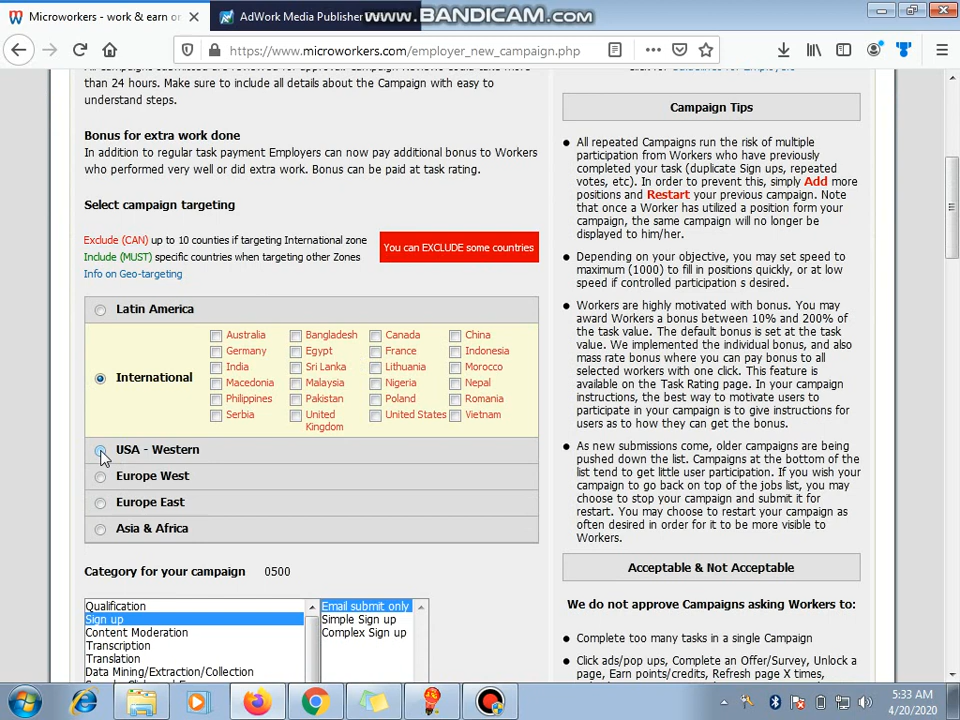 Microworkers - work & earn or
AdWork Media Publisher
WWW.BANDICAM.COM
https://www.microworkers.com/employer_new_campaign.php
than 24 hours. Make sure to include all details about the Campaign with easy to
understand steps.
Bonus for extra work done
In addition to regular task payment Employers can now pay additional bonus to Workers
who performed very well or did extra work. Bonus can be paid at task rating.
Select campaign targeting
Exclude (CAN) up to 10 counties if targeting International zone
Include (MUST) specific countries when targeting other Zones
Info on Geo-targeting
You can EXCLUDE some countries
Latin America
International
Australia Bangladesh Canada China
Germany Egypt France Indonesia
India Sri Lanka Lithuania Morocco
Macedonia Malaysia Nigeria Nepal
Philippines Pakistan Poland Romania
Serbia United Kingdom United States Vietnam
USA - Western
Europe West
Europe East
Asia & Africa
Category for your campaign 0500
Qualification
Sign up
Content Moderation
Transcription
Translation
Data Mining/Extraction/Collection
Email submit only
Simple Sign up
Complex Sign up
Campaign Tips
All repeated Campaigns run the risk of multiple
participation from Workers who have previously
completed your task (duplicate Sign ups, repeated
votes, etc). In order to prevent this, simply Add more
positions and Restart your previous campaign. Note
that once a Worker has utilized a position form your
campaign, the same campaign will no longer be
displayed to him/her.
Depending on your objective, you may set speed to
maximum (1000) to fill in positions quickly, or at low
speed if controlled participation s desired.
Workers are highly motivated with bonus. You may
award Workers a bonus between 10% and 200% of
the task value. The default bonus is set at the task
value. We implemented the individual bonus, and also
mass rate bonus where you can pay bonus to all
selected workers with one click. This feature is
available on the Task Rating page. In your campaign
instructions, the best way to motivate users to
participate in your campaign is to give instructions for
users as to how they can get the bonus.
As new submissions come, older campaigns are being
pushed down the list. Campaigns at the bottom of the
list tend to get little user participation. If you wish your
campaign to go back on top of the jobs list, you may
choose to stop your campaign and submit it for
restart. You may choose to restart your campaign as
often desired in order for it to be more visible to
Workers.
Acceptable & Not Acceptable
We do not approve Campaigns asking Workers to:
Complete too many tasks in a single Campaign
Click ads/pop ups, Complete an Offer/Survey, Unlock a
page, Earn points/credits, Refresh page X times,
5:33 AM
4/20/2020